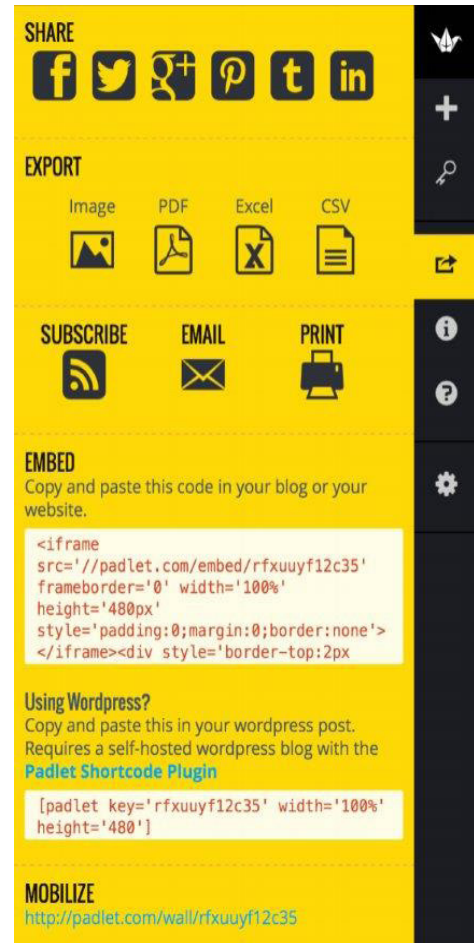 SHARE
EXPORT
Image PDF Excel CSV
SUBSCRIBE EMAIL PRINT
EMBED
Copy and paste this code in your blog or your
website.
<iframe
src='//padlet.com/embed/rfxuuyf12c35'
frameborder='0' width='100%'
height='480px'
style='padding:0;margin:0;border:none'>
</iframe><div style='border-top:2px
Using Wordpress?
Copy and paste this in your wordpress post.
Requires a self-hosted wordpress blog with the
Padlet Shortcode Plugin
[padlet key='rfxuuyf12c35' width='100%'
height='480']
MOBILIZE
http://padlet.com/wall/rfxuuyf12c35